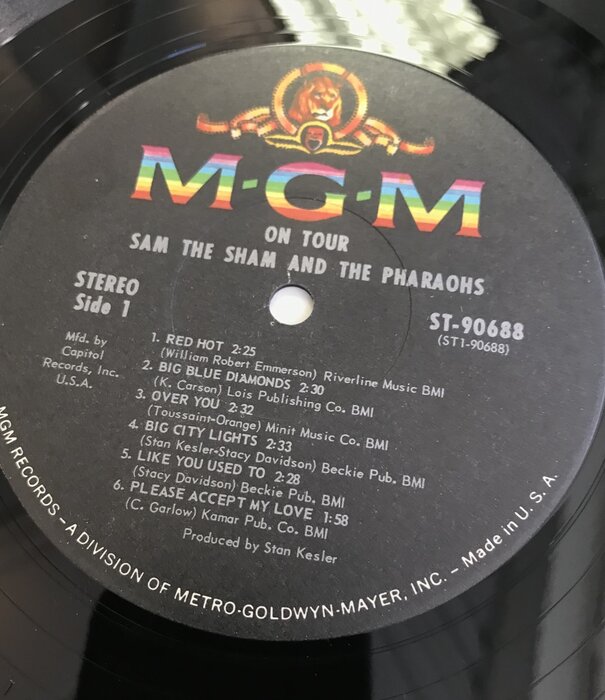 M·G·M
ON TOUR
SAM THE SHAM AND THE PHARAOHS
STEREO
Side 1
ST-90688
(ST1-90688)
Mfd. by
Capitol
Records, Inc.
U.S.A.
1. RED HOT 2:25
(William Robert Emmerson) Riverline Music BMI
2. BIG BLUE DIAMONDS 2:30
(K. Carson) Lois Publishing Co. BMI
3. OVER YOU 2:32
(Toussaint-Orange) Minit Music Co. BMI
4. BIG CITY LIGHTS 2:33
(Stan Kesler-Stacy Davidson) Beckie Pub. BMI
5. LIKE YOU USED TO 2:28
(Stacy Davidson) Beckie Pub. BMI
6. PLEASE ACCEPT MY LOVE 1:58
(C. Garlow) Kamar Pub. Co. BMI
Produced by Stan Kesler
MGM RECORDS – A DIVISION OF METRO-GOLDWYN-MAYER, INC. – Made in U.S.A.